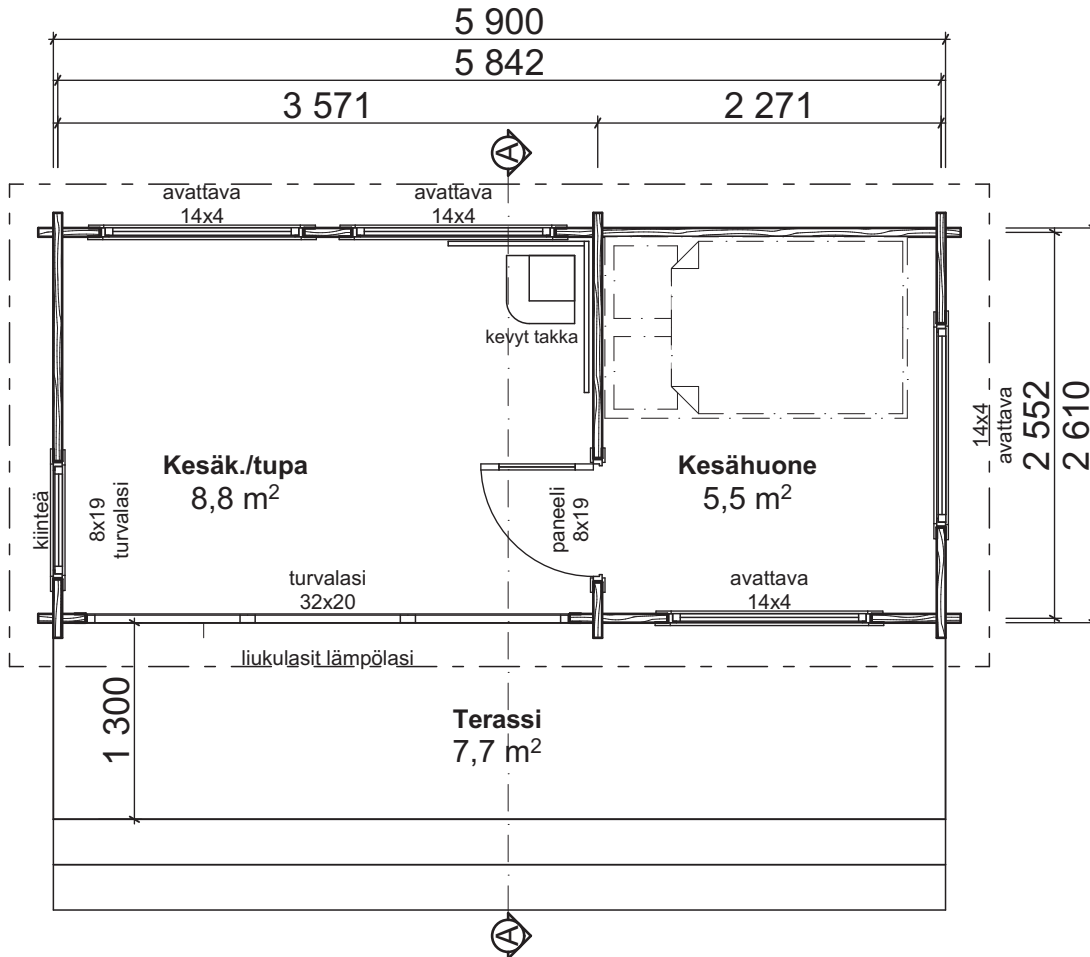 5 900
5 842
3 571
2 271
A
avattava
14x4
avattava
14x4
kevyt takka
14x4
avattava
2 552
2 610
Kesäk./tupa
8,8 m²
Kesähuone
5,5 m²
kiinteä
8x19
turvalasi
paneeli
8x19
turvalasi
32x20
avattava
14x4
liukulasit lämpölasi
1 300
Terassi
7,7 m²
A